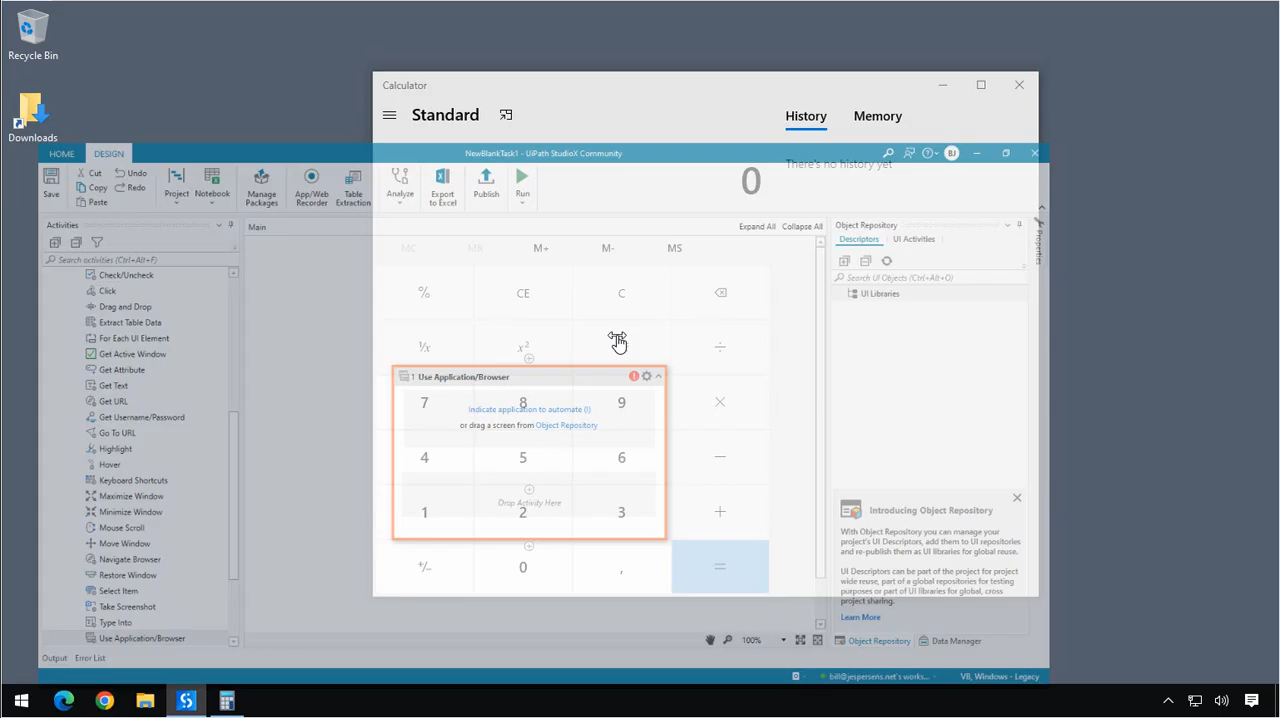 Recycle Bin
Downloads
Calculator
Standard
History
Memory
There's no history yet
0
MC
MR
M+
M-
MS
%
CE
C
⌫
¹/x
x²
÷
7
8
9
×
4
5
6
−
1
2
3
+
+/-
0
,
=
HOME
DESIGN
NewBlankTask1 - UiPath StudioX Community
BJ
Save
Cut
Copy
Paste
Undo
Redo
Project
Notebook
Manage
Packages
App/Web
Recorder
Table
Extraction
Analyze
Export
to Excel
Publish
Run
Activities
Search activities (Ctrl+Alt+F)
Check/Uncheck
Click
Drag and Drop
Extract Table Data
For Each UI Element
Get Active Window
Get Attribute
Get Text
Get URL
Get Username/Password
Go To URL
Highlight
Hover
Keyboard Shortcuts
Maximize Window
Minimize Window
Mouse Scroll
Move Window
Navigate Browser
Restore Window
Select Item
Take Screenshot
Type Into
Use Application/Browser
Main
Expand All
Collapse All
1 Use Application/Browser
Indicate application to automate (I)
or drag a screen from Object Repository
Drop Activity Here
Object Repository
Descriptors
UI Activities
Search UI Objects (Ctrl+Alt+O)
UI Libraries
Properties
Introducing Object Repository
With Object Repository you can manage your
project's UI Descriptors, add them to UI repositories
and re-publish them as UI libraries for global reuse.
UI Descriptors can be part of the project for project
wide reuse, part of a global repositories for testing
purposes or part of UI libraries for global, cross
project sharing.
Learn More
100%
Object Repository
Data Manager
Output
Error List
bill@jespersens.net's works...
VB, Windows - Legacy